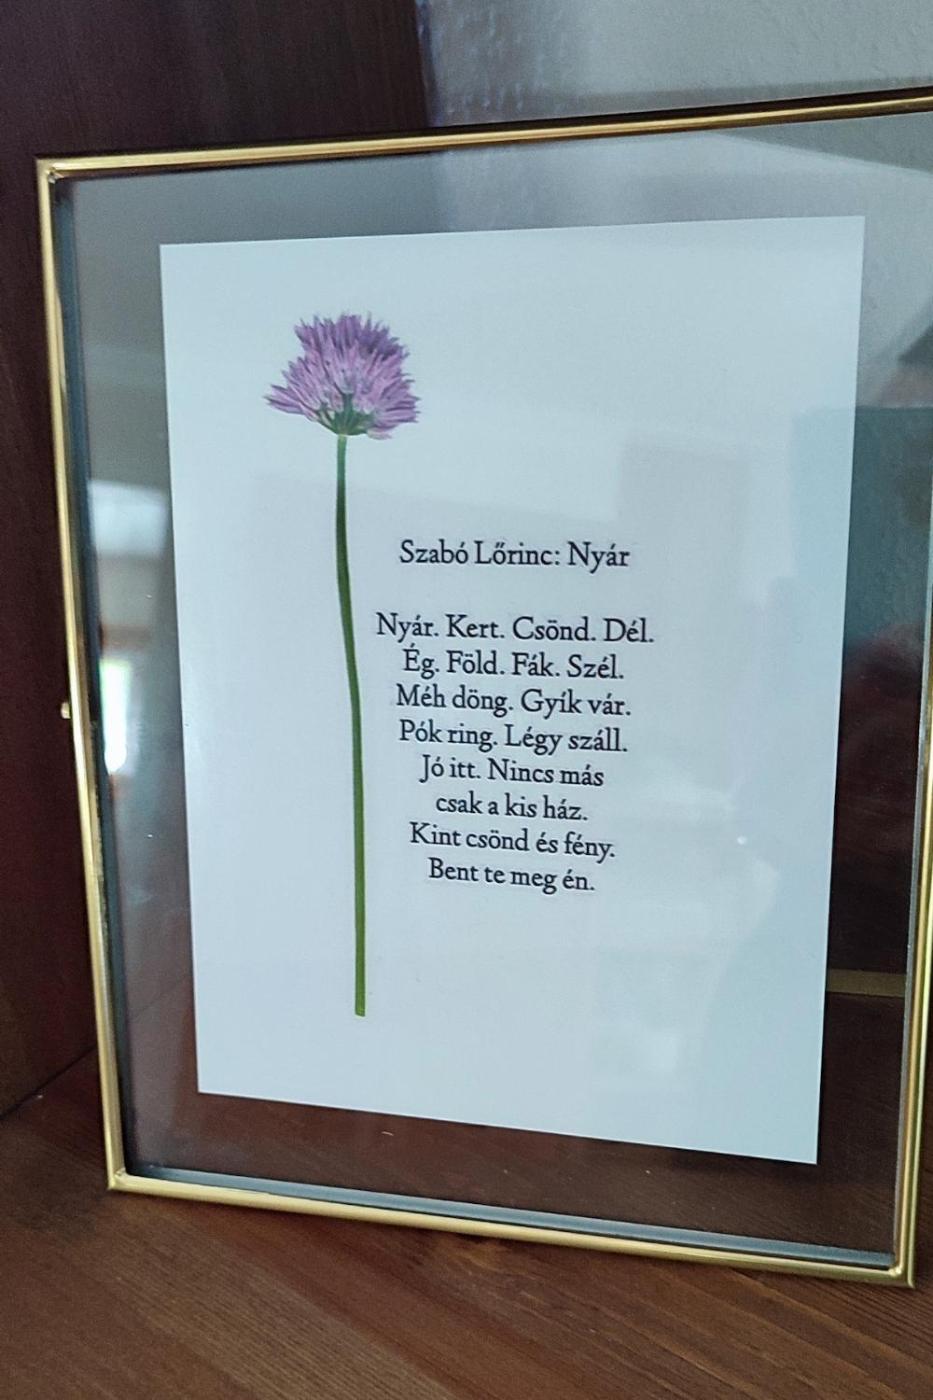 Szabó Lőrinc: Nyár
Nyár. Kert. Csönd. Dél.
Ég. Föld. Fák. Szél.
Méh döng. Gyík vár.
Pók ring. Légy száll.
Jó itt. Nincs más
csak a kis ház.
Kint csönd és fény.
Bent te meg én.